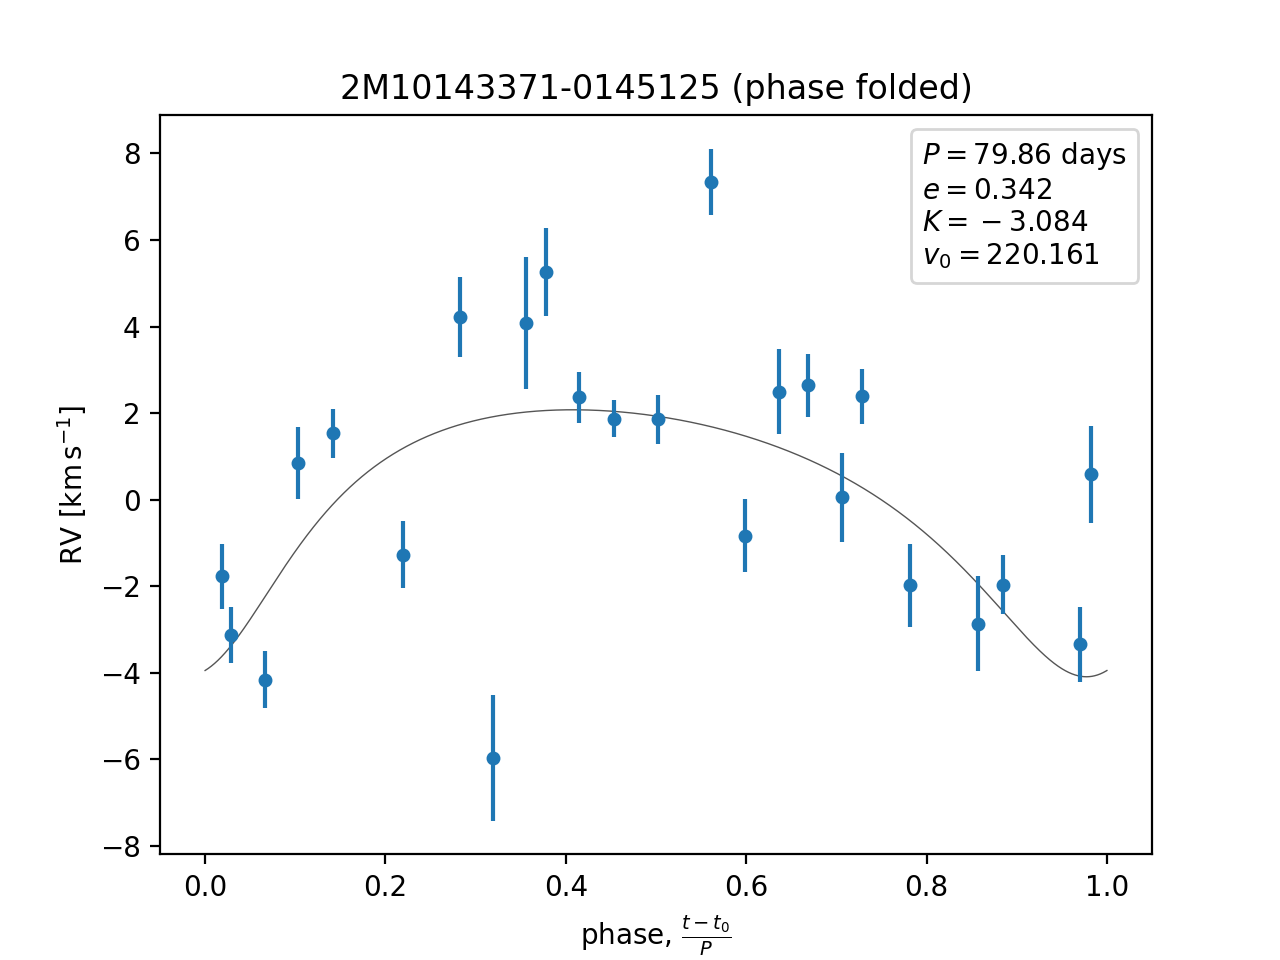 2M10143371-0145125 (phase folded)
P = 79.86 days
e = 0.342
K = −3.084
v₀ = 220.161
RV [km s⁻¹]
8
6
4
2
0
−2
−4
−6
−8
0.0 0.2 0.4 0.6 0.8 1.0
phase, (t − t₀)/P